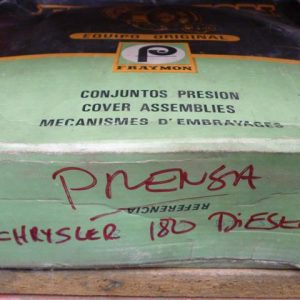 EQUIPO ORIGINAL
P
FRAYMON
CONJUNTOS PRESION
COVER ASSEMBLIES
MECANISMES D'EMBRAYAGES
PRENSA
REFERENCIA
CHRYSLER 180 DIESEL